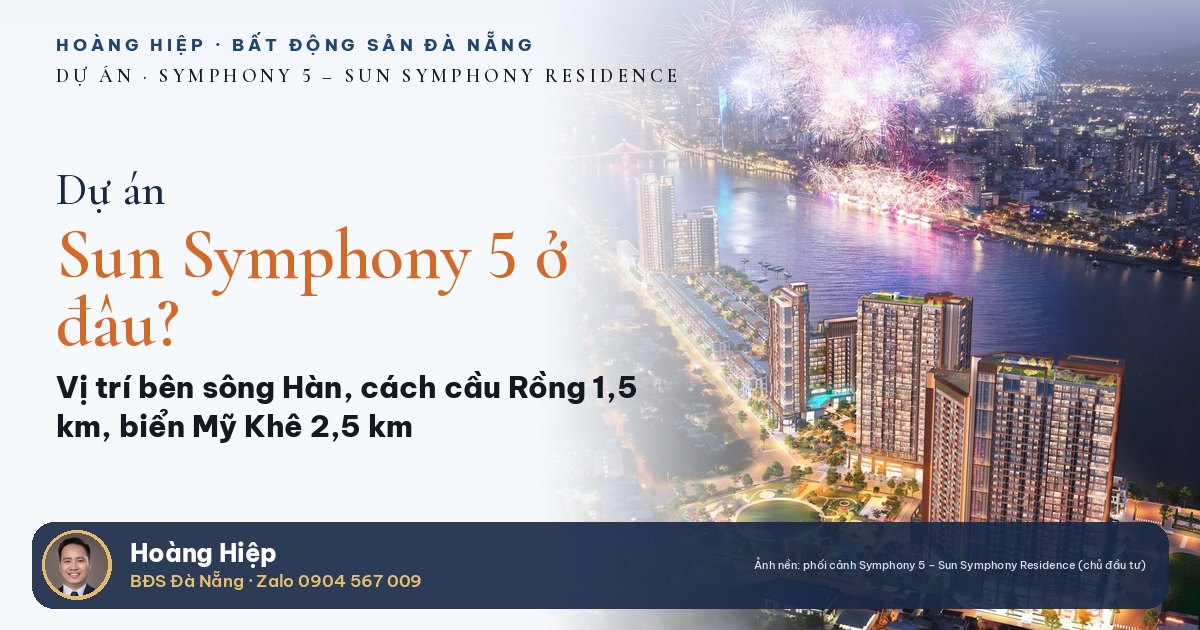 HOÀNG HIỆP · BẤT ĐỘNG SẢN ĐÀ NẴNG
DỰ ÁN · SYMPHONY 5 – SUN SYMPHONY RESIDENCE
Dự án
Sun Symphony 5 ở
đâu?
Vị trí bên sông Hàn, cách cầu Rồng 1,5
km, biển Mỹ Khê 2,5 km
Hoàng Hiệp
BĐS Đà Nẵng · Zalo 0904 567 009
Ảnh nền: phối cảnh Symphony 5 – Sun Symphony Residence (chủ đầu tư)